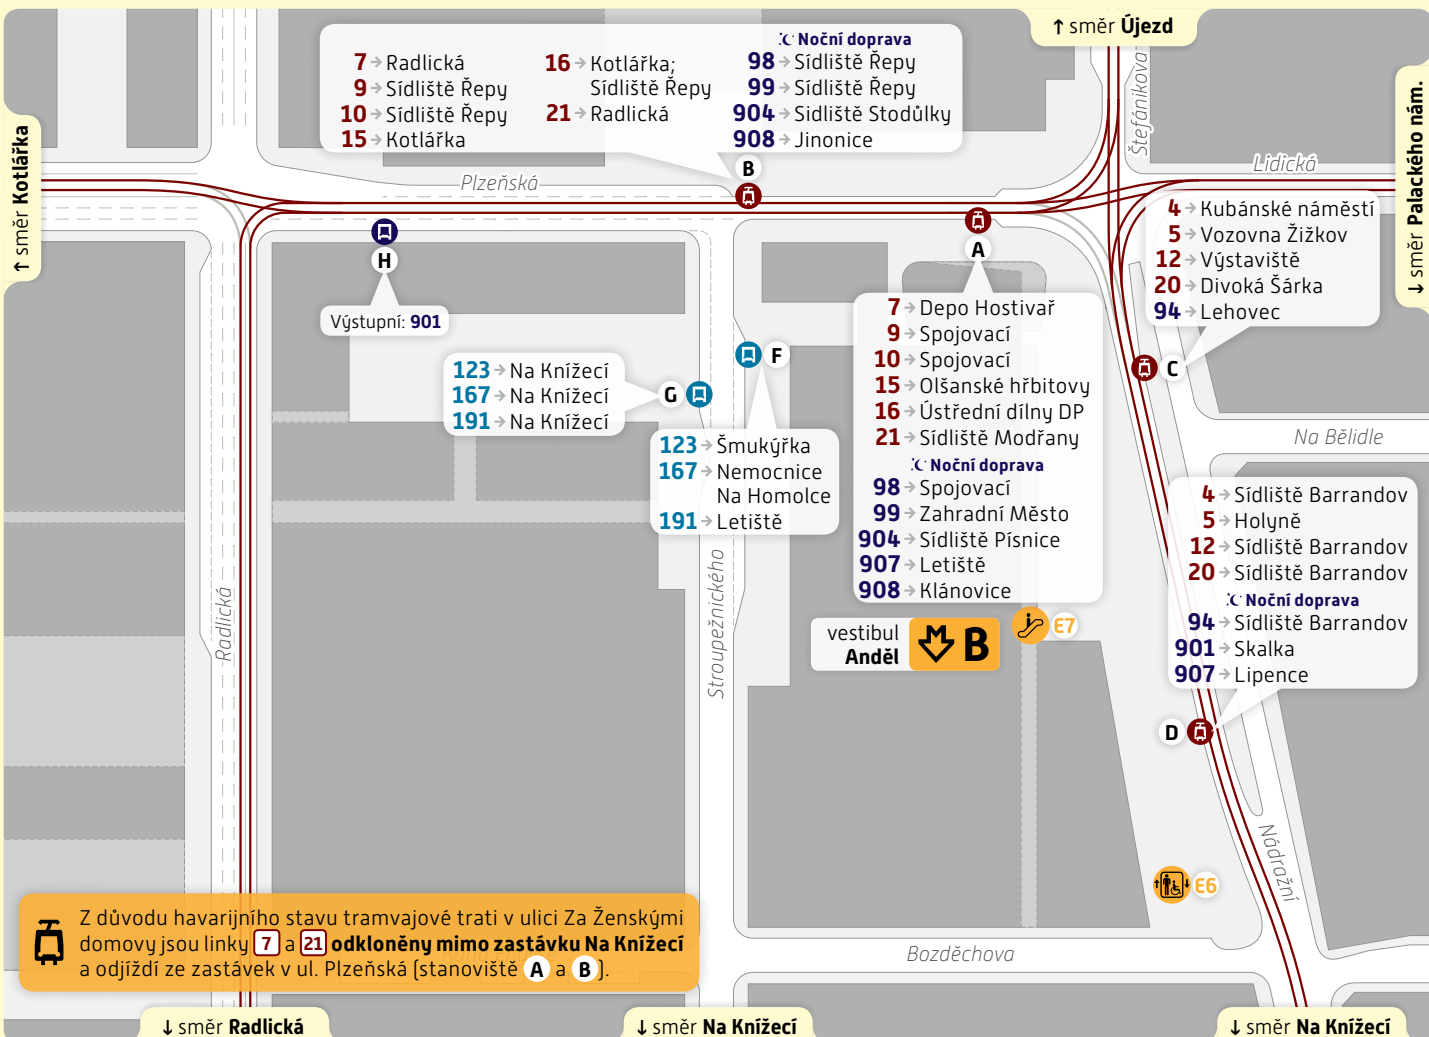 ↑ směr Újezd
↑ směr Kotlářka
↓ směr Palackého nám.
7 → Radlická
9 → Sídliště Řepy
10 → Sídliště Řepy
15 → Kotlářka
16 → Kotlářka;
Sídliště Řepy
21 → Radlická
Noční doprava
98 → Sídliště Řepy
99 → Sídliště Řepy
904 → Sídliště Stodůlky
908 → Jinonice
B
Plzeňská
Štefánikova
Lidická
4 → Kubánské náměstí
5 → Vozovna Žižkov
12 → Výstaviště
20 → Divoká Šárka
94 → Lehovec
C
H
Výstupní: 901
A
7 → Depo Hostivař
9 → Spojovací
10 → Spojovací
15 → Olšanské hřbitovy
16 → Ústřední dílny DP
21 → Sídliště Modřany
Noční doprava
98 → Spojovací
99 → Zahradní Město
904 → Sídliště Písnice
907 → Letiště
908 → Klánovice
123 → Na Knížecí
167 → Na Knížecí
191 → Na Knížecí
G
F
123 → Šmukýřka
167 → Nemocnice
Na Homolce
191 → Letiště
Na Bělidle
4 → Sídliště Barrandov
5 → Holyně
12 → Sídliště Barrandov
20 → Sídliště Barrandov
Noční doprava
94 → Sídliště Barrandov
901 → Skalka
907 → Lipence
D
Radlická
Stroupežnického
vestibul
Anděl
B
E7
E6
Nádražní
Bozděchova
Z důvodu havarijního stavu tramvajové trati v ulici Za Ženskými
domovy jsou linky 7 a 21 odkloněny mimo zastávku Na Knížecí
a odjíždí ze zastávek v ul. Plzeňská (stanoviště A a B).
↓ směr Radlická
↓ směr Na Knížecí
↓ směr Na Knížecí